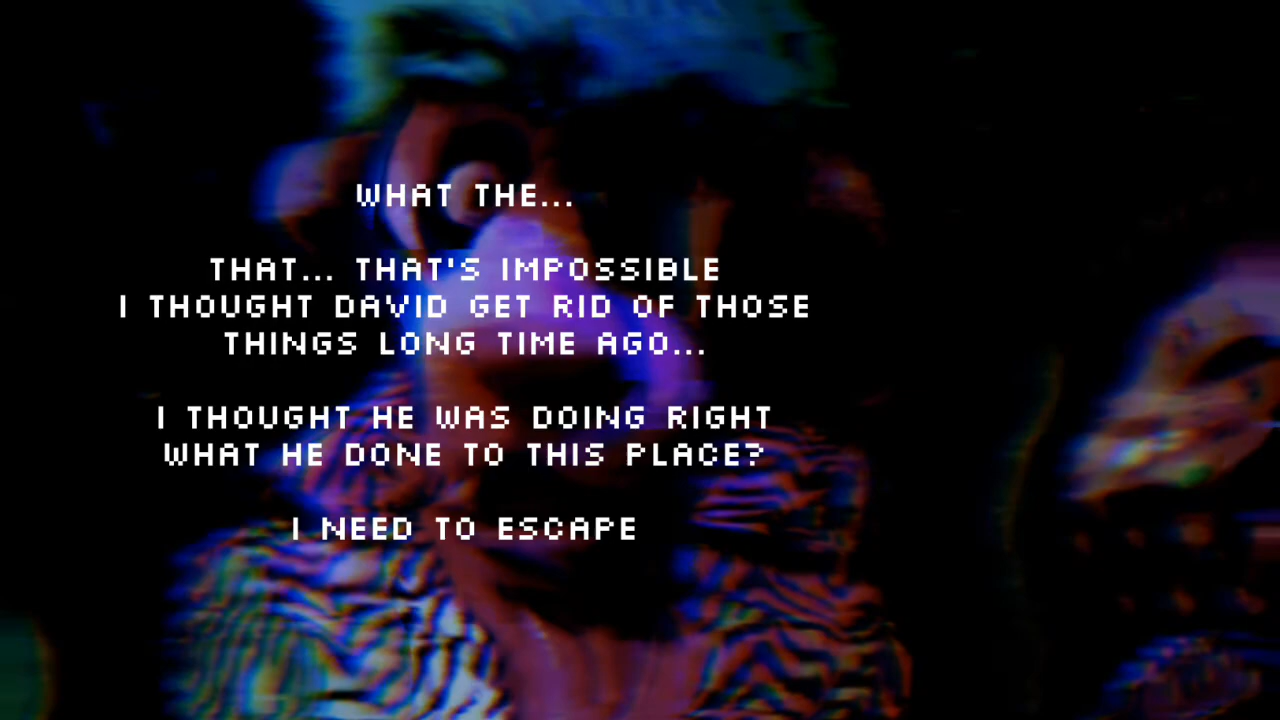 WHAT THE...
THAT... THAT'S IMPOSSIBLE
I THOUGHT DAVID GET RID OF THOSE
THINGS LONG TIME AGO...
I THOUGHT HE WAS DOING RIGHT
WHAT HE DONE TO THIS PLACE?
I NEED TO ESCAPE